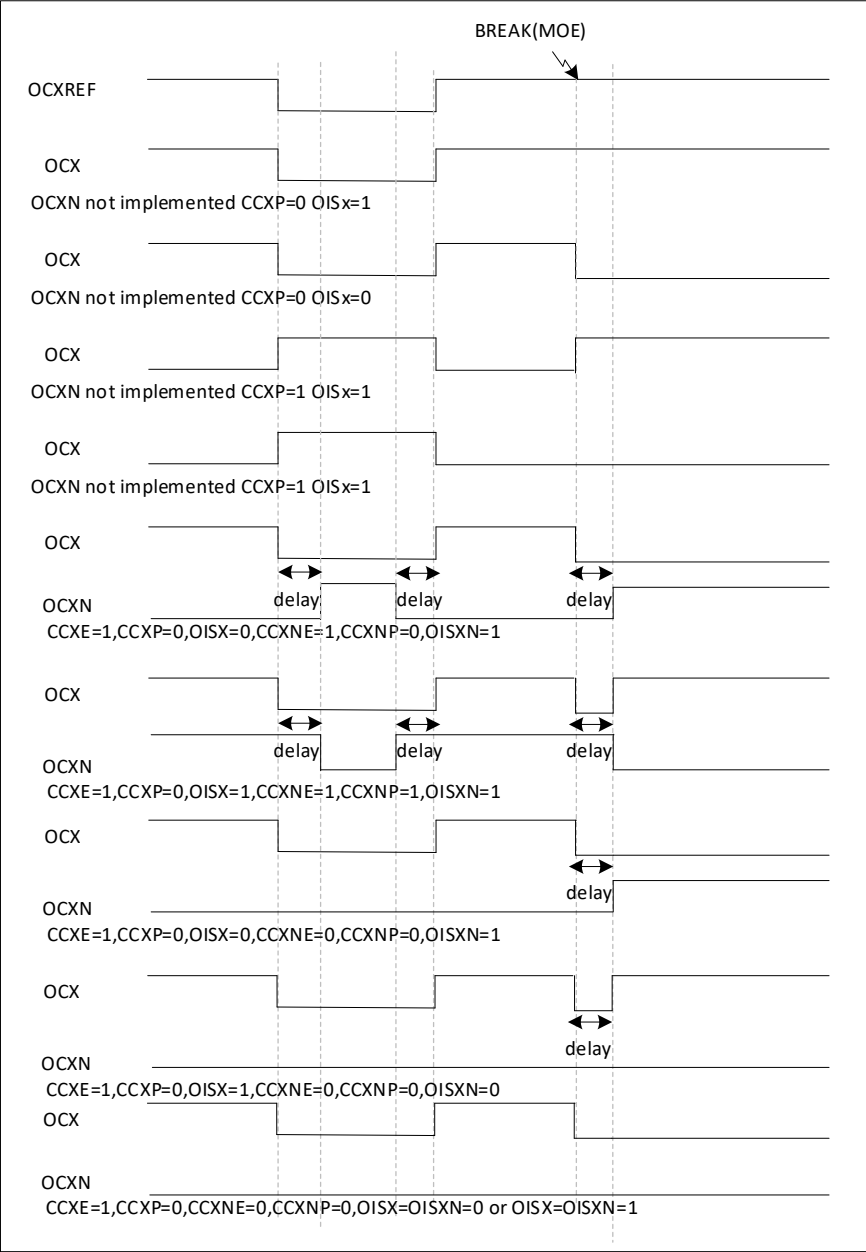 BREAK(MOE)
OCXREF
OCX
OCXN not implemented CCXP=0 OISx=1
OCX
OCXN not implemented CCXP=0 OISx=0
OCX
OCXN not implemented CCXP=1 OISx=1
OCX
OCXN not implemented CCXP=1 OISx=1
OCX
delay delay delay
OCXN
CCXE=1,CCXP=0,OISX=0,CCXNE=1,CCXNP=0,OISXN=1
OCX
delay delay delay
OCXN
CCXE=1,CCXP=0,OISX=1,CCXNE=1,CCXNP=1,OISXN=1
OCX
delay
OCXN
CCXE=1,CCXP=0,OISX=0,CCXNE=0,CCXNP=0,OISXN=1
OCX
delay
OCXN
CCXE=1,CCXP=0,OISX=1,CCXNE=0,CCXNP=0,OISXN=0
OCX
OCXN
CCXE=1,CCXP=0,CCXNE=0,CCXNP=0,OISX=OISXN=0 or OISX=OISXN=1